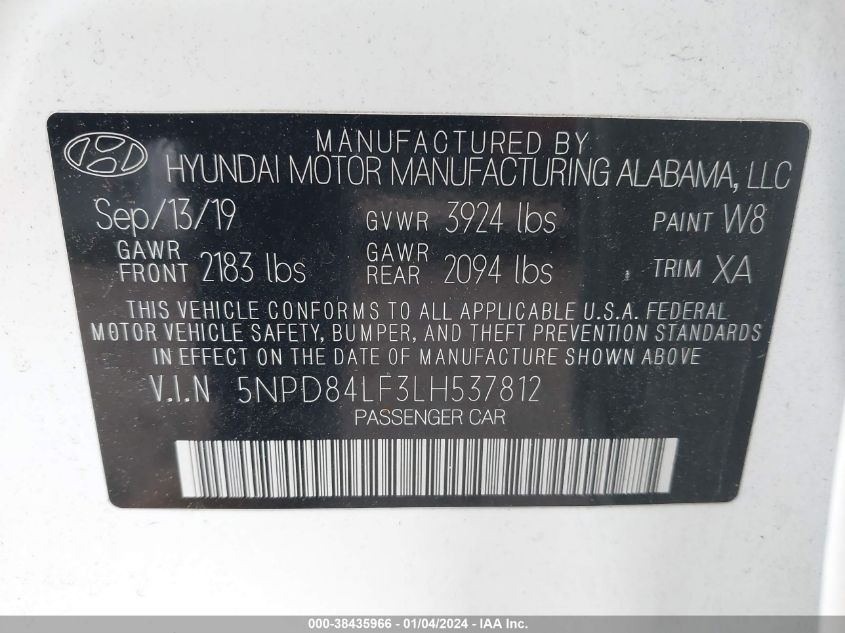 MANUFACTURED BY
HYUNDAI MOTOR MANUFACTURING ALABAMA, LLC
Sep/13/19 GVWR 3924 lbs PAINT W8
GAWR FRONT 2183 lbs GAWR REAR 2094 lbs TRIM XA
THIS VEHICLE CONFORMS TO ALL APPLICABLE U.S.A. FEDERAL
MOTOR VEHICLE SAFETY, BUMPER, AND THEFT PREVENTION STANDARDS
IN EFFECT ON THE DATE OF MANUFACTURE SHOWN ABOVE
V.I.N 5NPD84LF3LH537812
PASSENGER CAR
000-38435966 - 01/04/2024 - IAA Inc.